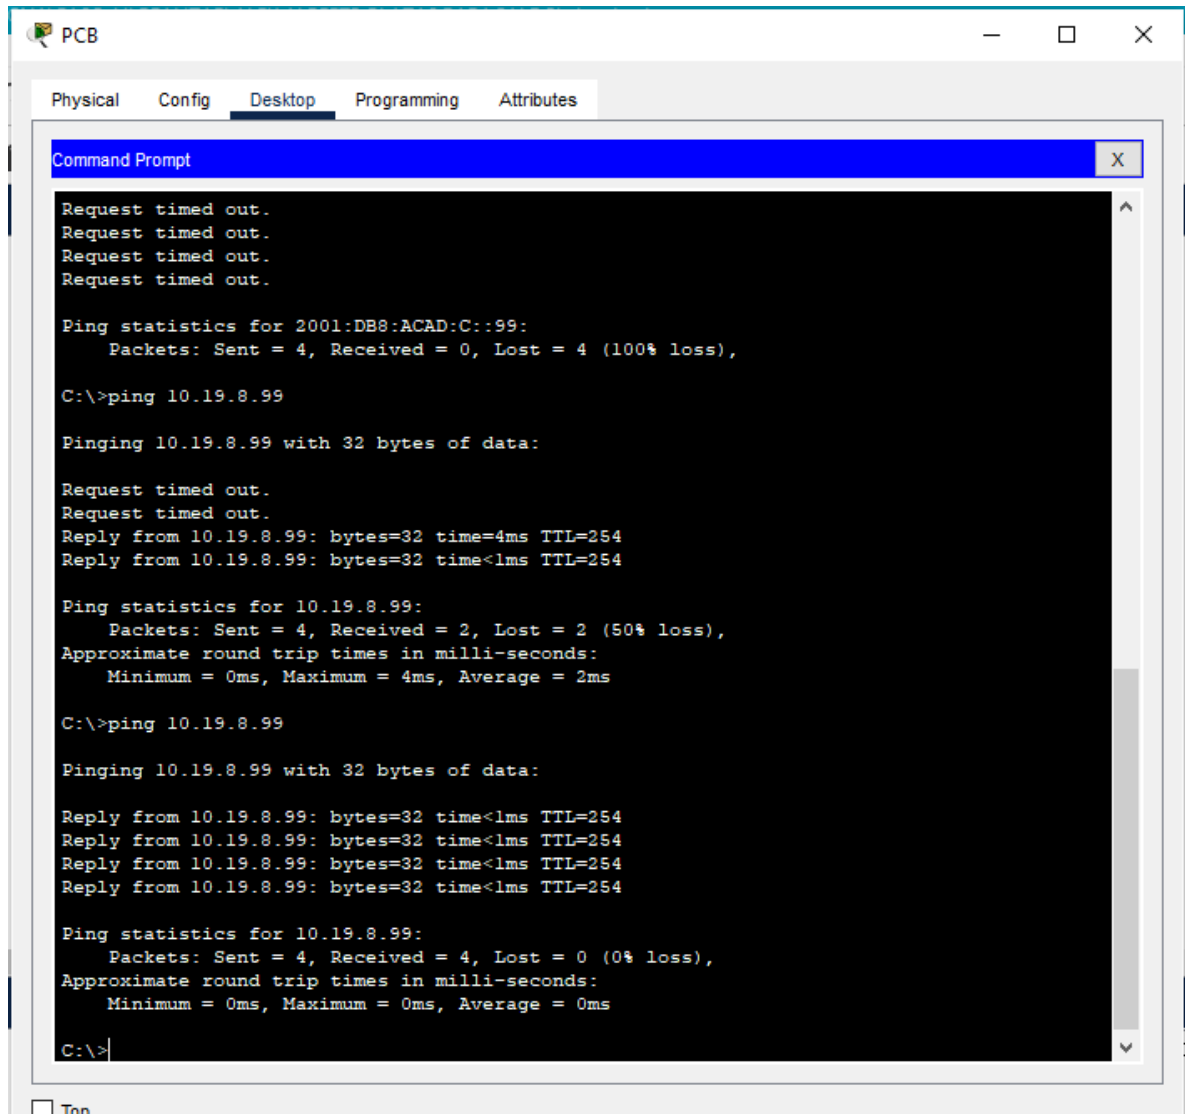 PCB
Physical Config Desktop Programming Attributes
Command Prompt X
Request timed out.
Request timed out.
Request timed out.
Request timed out.
Ping statistics for 2001:DB8:ACAD:C::99:
Packets: Sent = 4, Received = 0, Lost = 4 (100% loss),
C:\>ping 10.19.8.99
Pinging 10.19.8.99 with 32 bytes of data:
Request timed out.
Request timed out.
Reply from 10.19.8.99: bytes=32 time=4ms TTL=254
Reply from 10.19.8.99: bytes=32 time<1ms TTL=254
Ping statistics for 10.19.8.99:
Packets: Sent = 4, Received = 2, Lost = 2 (50% loss),
Approximate round trip times in milli-seconds:
Minimum = 0ms, Maximum = 4ms, Average = 2ms
C:\>ping 10.19.8.99
Pinging 10.19.8.99 with 32 bytes of data:
Reply from 10.19.8.99: bytes=32 time<1ms TTL=254
Reply from 10.19.8.99: bytes=32 time<1ms TTL=254
Reply from 10.19.8.99: bytes=32 time<1ms TTL=254
Reply from 10.19.8.99: bytes=32 time<1ms TTL=254
Ping statistics for 10.19.8.99:
Packets: Sent = 4, Received = 4, Lost = 0 (0% loss),
Approximate round trip times in milli-seconds:
Minimum = 0ms, Maximum = 0ms, Average = 0ms
C:\>
Top